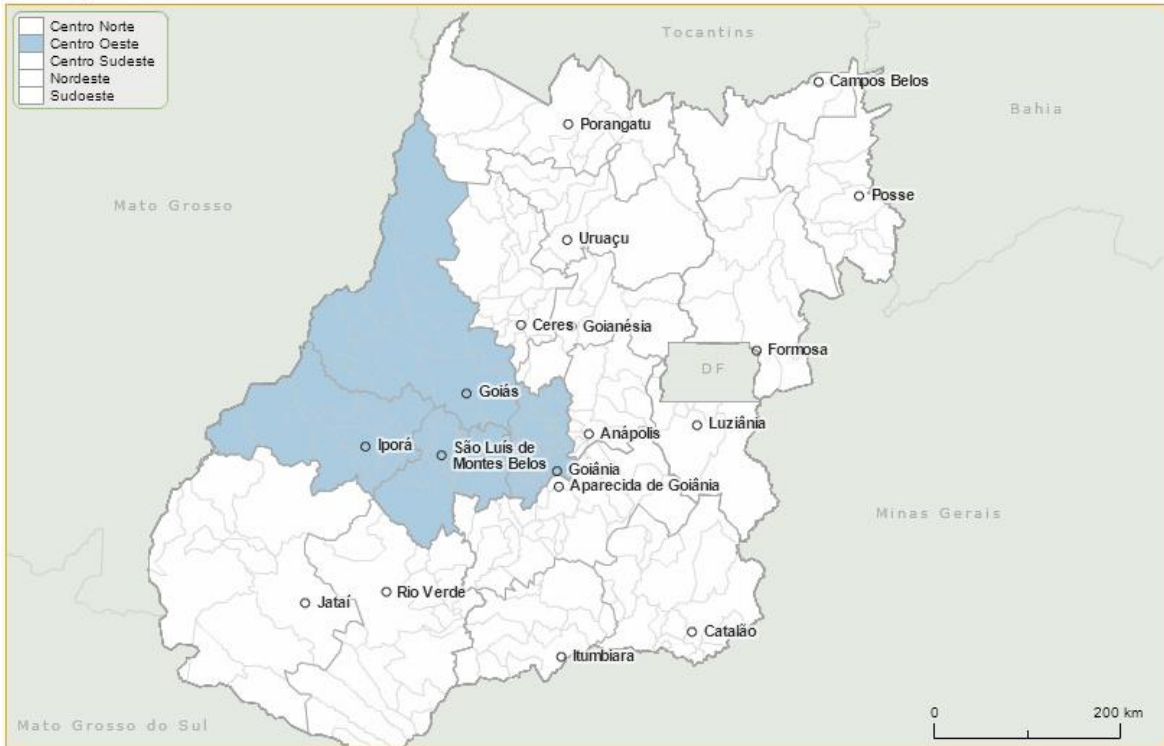 Centro Norte
Centro Oeste
Centro Sudeste
Nordeste
Sudoeste
Tocantins
Campos Belos
Bahia
Porangatu
Posse
Mato Grosso
Uruaçu
Ceres
Goianésia
Formosa
DF
Goiás
Luziânia
Anápolis
Iporá
São Luís de
Montes Belos
Goiânia
Aparecida de Goiânia
Minas Gerais
Rio Verde
Jataí
Catalão
Itumbiara
Mato Grosso do Sul
0 200 km